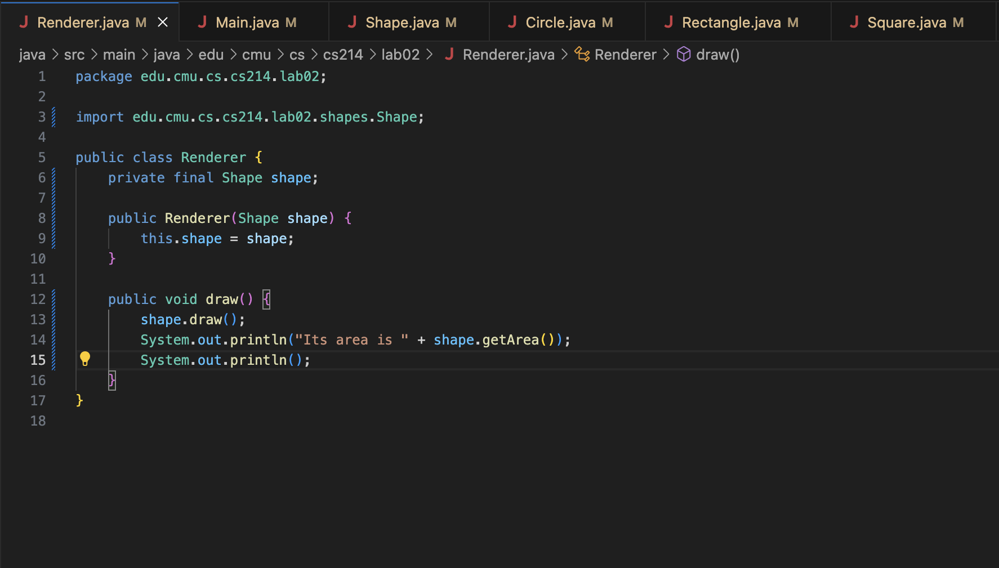 Renderer.java M Main.java M Shape.java M Circle.java M Rectangle.java M Square.java M
java > src > main > java > edu > cmu > cs > cs214 > lab02 > J Renderer.java > Renderer > draw()
1 package edu.cmu.cs.cs214.lab02;
2
3 import edu.cmu.cs.cs214.lab02.shapes.Shape;
4
5 public class Renderer {
6     private final Shape shape;
7
8     public Renderer(Shape shape) {
9         this.shape = shape;
10     }
11
12     public void draw() {
13         shape.draw();
14         System.out.println("Its area is " + shape.getArea());
15         System.out.println();
16     }
17 }
18